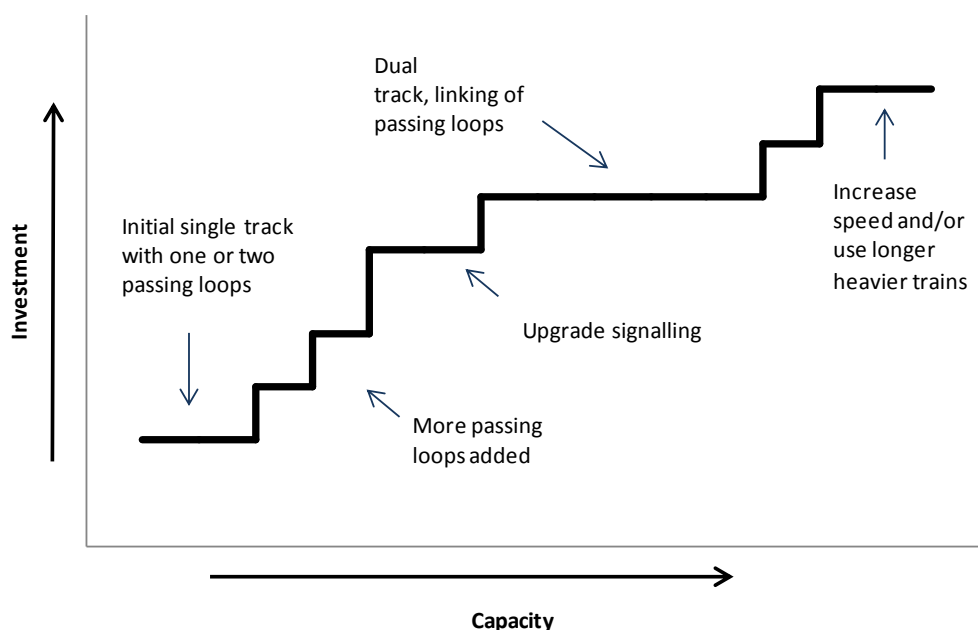 Dual
track, linking of
passing loops
Initial single track
with one or two
passing loops
Increase
speed and/or
use longer
heavier trains
Investment
Upgrade signalling
More passing
loops added
Capacity